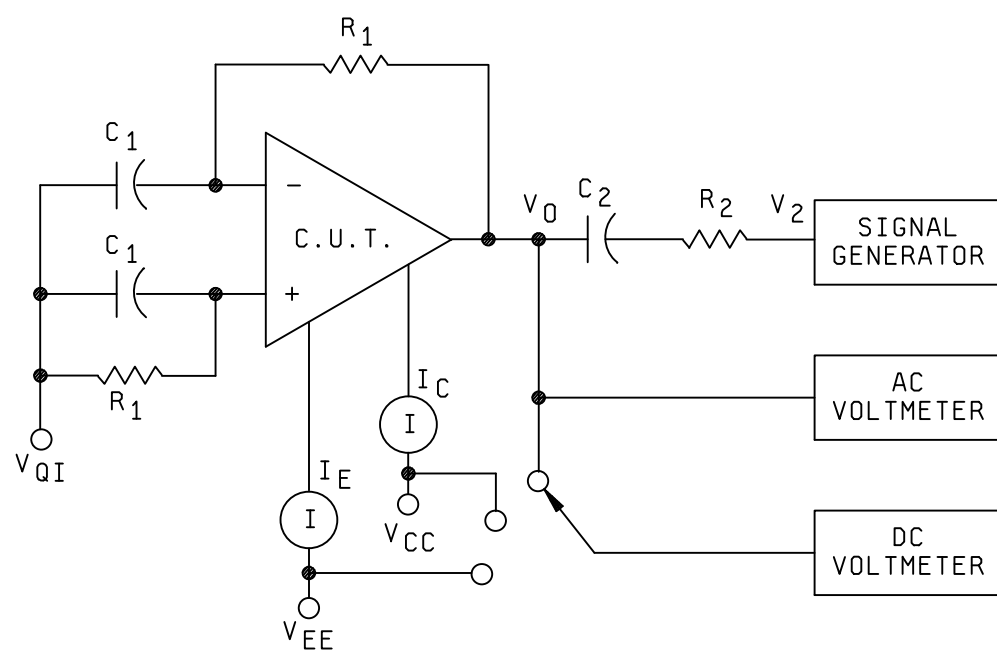 R1
C1
C.U.T.
-
+
C1
R1
VQI
VO
C2
R2
V2
SIGNAL
GENERATOR
AC
VOLTMETER
DC
VOLTMETER
IC
I
VCC
IE
I
VEE